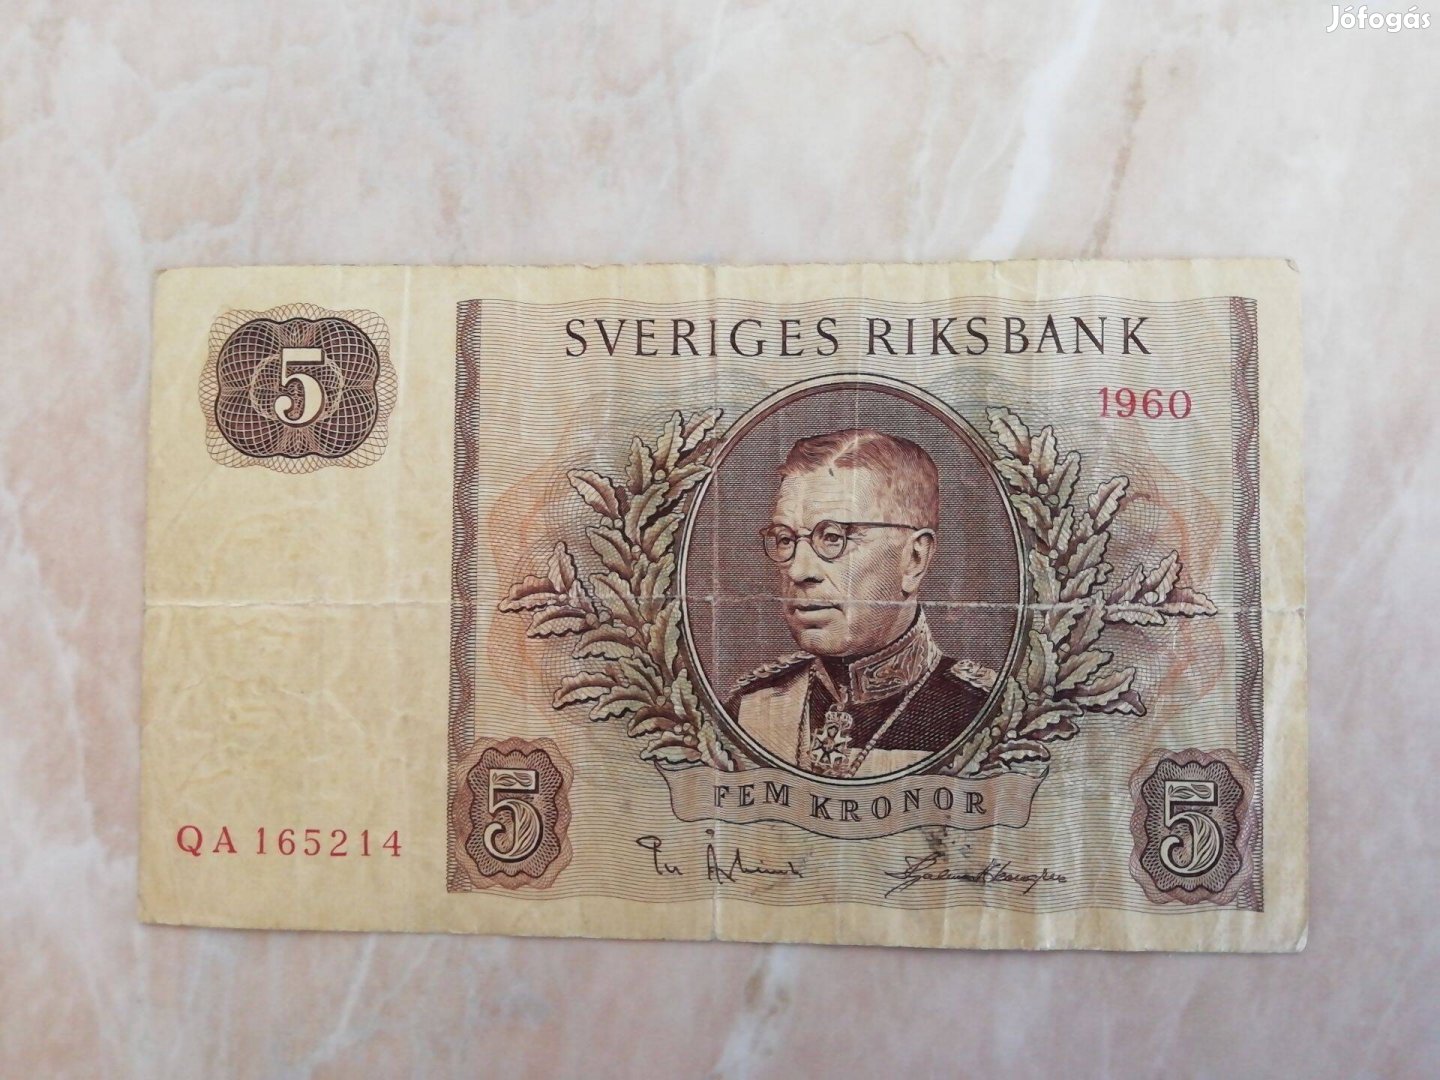 Jófogás
5
SVERIGES RIKSBANK
1960
FEM KRONOR
5
5
QA 165214